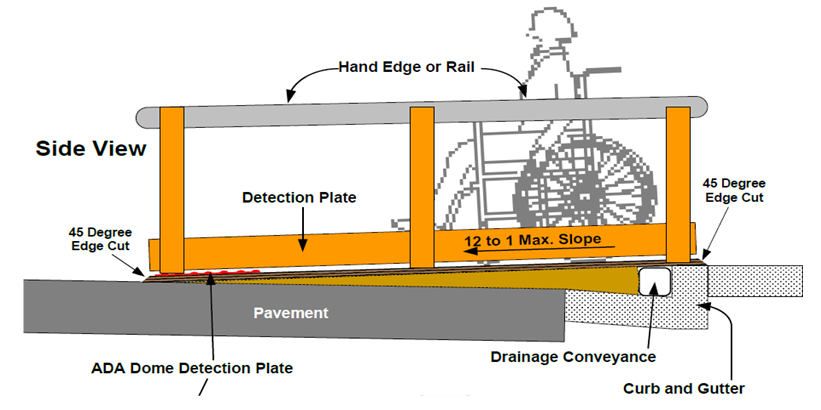 Hand Edge or Rail
Side View
Detection Plate
45 Degree
Edge Cut
45 Degree
Edge Cut
12 to 1 Max. Slope
Pavement
Drainage Conveyance
ADA Dome Detection Plate
Curb and Gutter